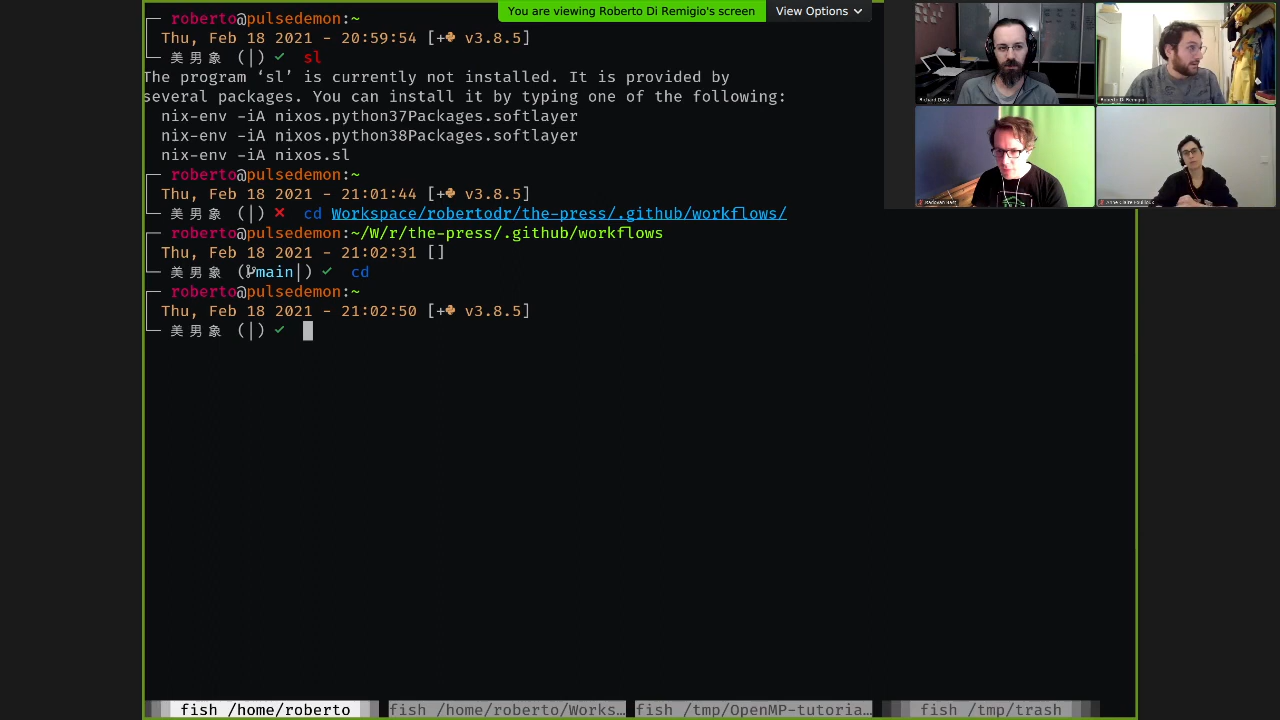 You are viewing Roberto Di Remigio's screen View Options
roberto@pulsedemon:~
Thu, Feb 18 2021 - 20:59:54 [+ v3.8.5]
美男象 (|) ✓ sl
The program ‘sl’ is currently not installed. It is provided by
several packages. You can install it by typing one of the following:
nix-env -iA nixos.python37Packages.softlayer
nix-env -iA nixos.python38Packages.softlayer
nix-env -iA nixos.sl
roberto@pulsedemon:~
Thu, Feb 18 2021 - 21:01:44 [+ v3.8.5]
美男象 (|) ✗ cd Workspace/robertodr/the-press/.github/workflows/
roberto@pulsedemon:~/W/r/the-press/.github/workflows
Thu, Feb 18 2021 - 21:02:31 []
美男象 (main|) ✓ cd
roberto@pulsedemon:~
Thu, Feb 18 2021 - 21:02:50 [+ v3.8.5]
美男象 (|) ✓
fish /home/roberto fish /home/roberto/Works… fish /tmp/OpenMP-tutoria… fish /tmp/trash
Richard Darst
Roberto Di Remigio
Radovan Bast